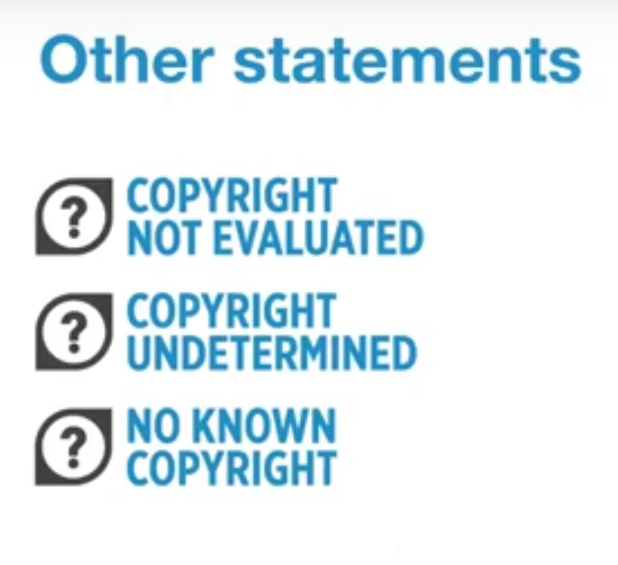 Other statements
? COPYRIGHT
NOT EVALUATED
? COPYRIGHT
UNDETERMINED
? NO KNOWN
COPYRIGHT